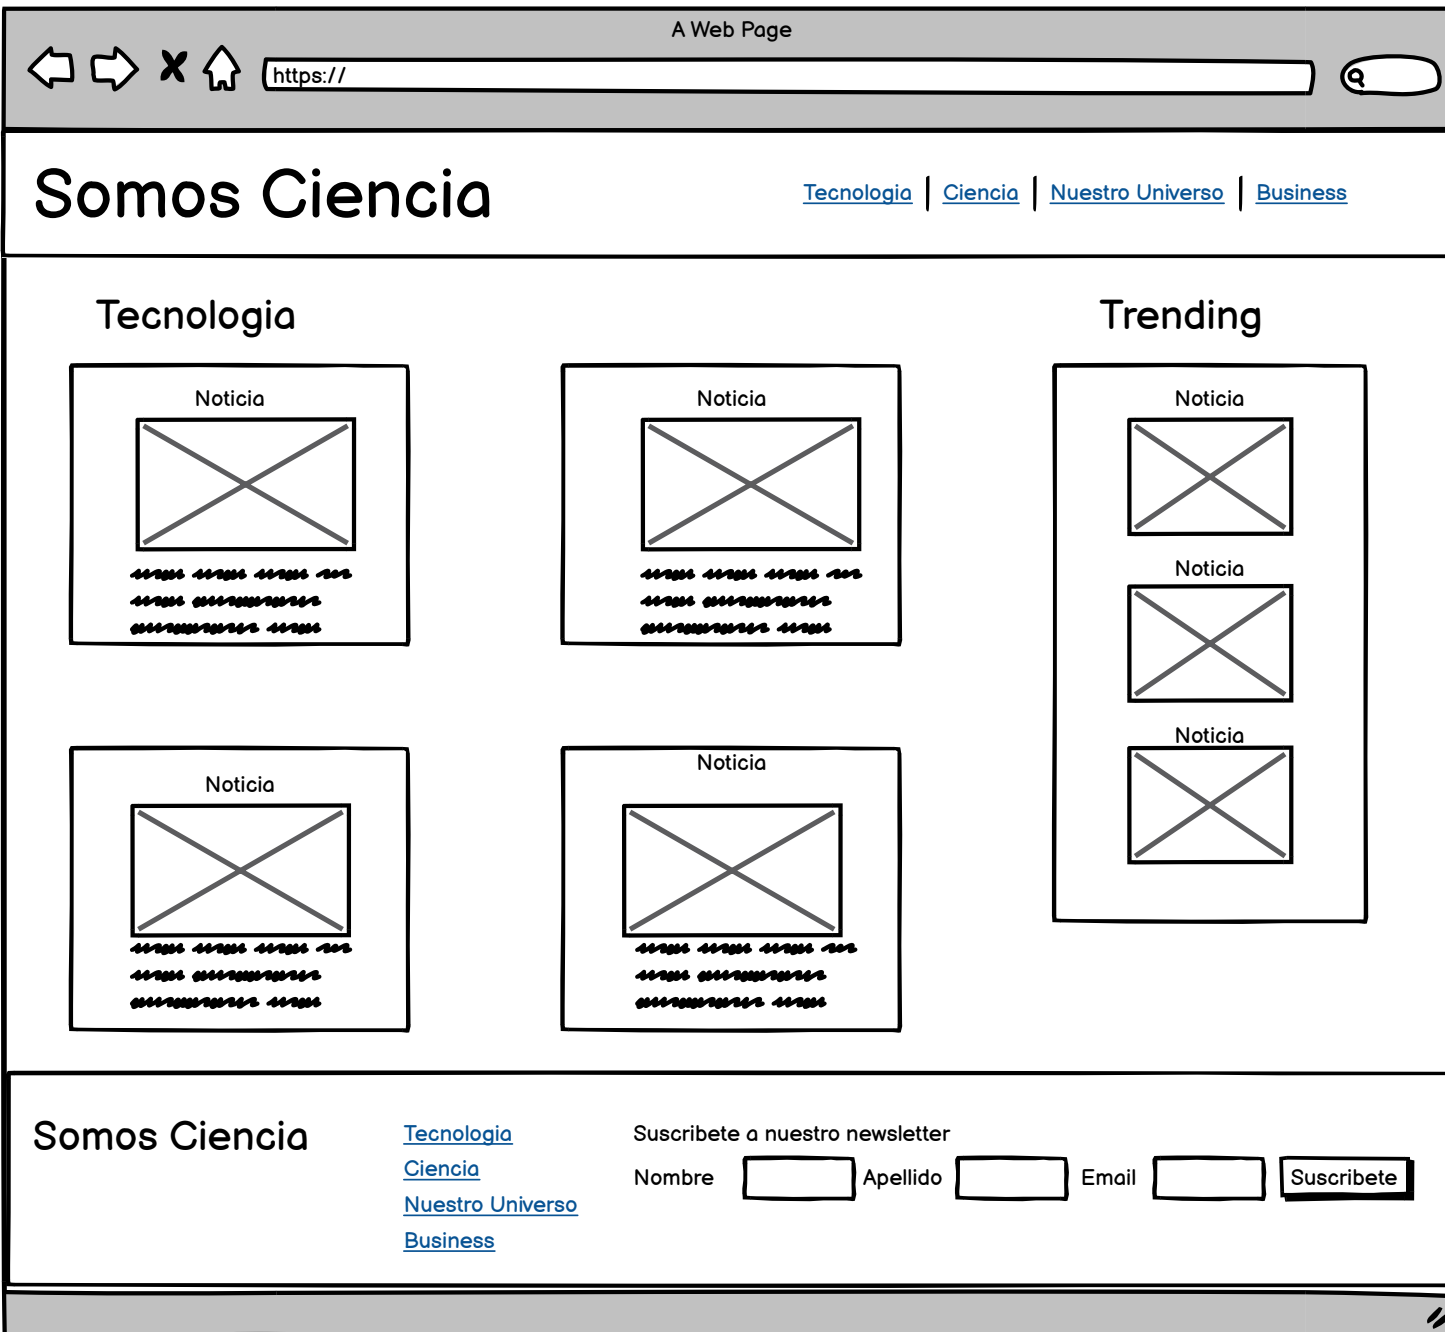 A Web Page
https://
Somos Ciencia
Tecnologia
Ciencia
Nuestro Universo
Business
Tecnologia
Trending
Noticia
Noticia
Noticia
Noticia
Noticia
Noticia
Noticia
Somos Ciencia
Tecnologia
Ciencia
Nuestro Universo
Business
Suscribete a nuestro newsletter
Nombre
Apellido
Email
Suscribete